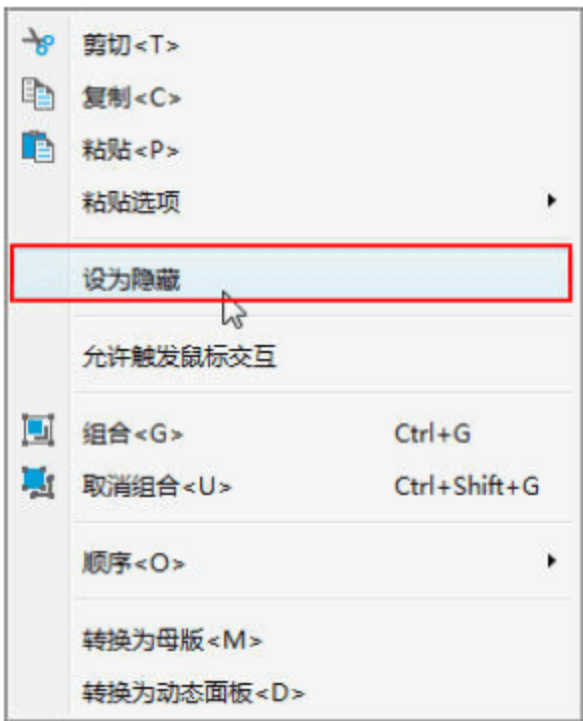 剪切<T>
复制<C>
粘贴<P>
粘贴选项
设为隐藏
允许触发鼠标交互
组合<G> Ctrl+G
取消组合<U> Ctrl+Shift+G
顺序<O>
转换为母版<M>
转换为动态面板<D>